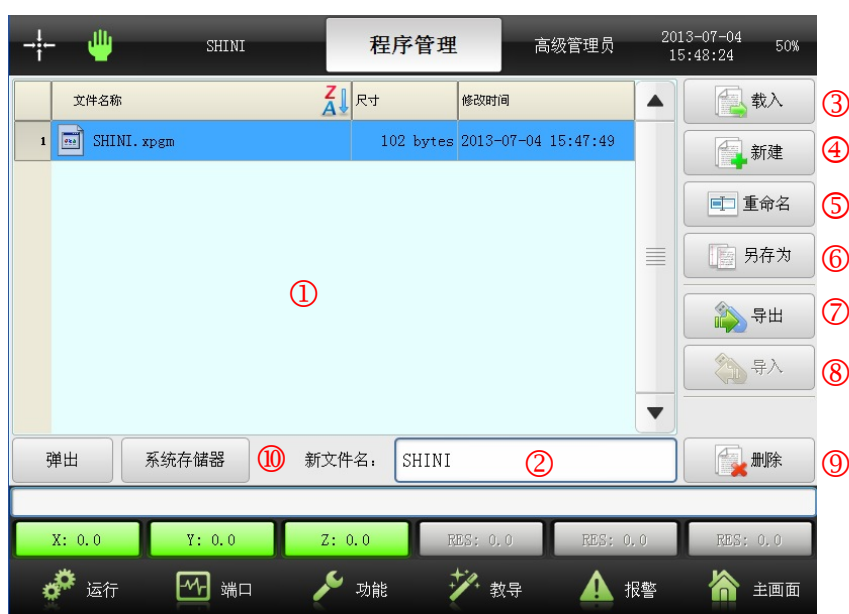 SHINI 程序管理 高级管理员 2013-07-04 15:48:24 50%
文件名称 Z A 尺寸 修改时间
载入 ③
1 SHINI.xpgm 102 bytes 2013-07-04 15:47:49
新建 ④
重命名 ⑤
另存为 ⑥
①
导出 ⑦
导入 ⑧
弹出 系统存储器 ⑩ 新文件名: SHINI ② 删除 ⑨
X: 0.0 Y: 0.0 Z: 0.0 RES: 0.0 RES: 0.0 RES: 0.0
运行 端口 功能 教导 报警 主画面